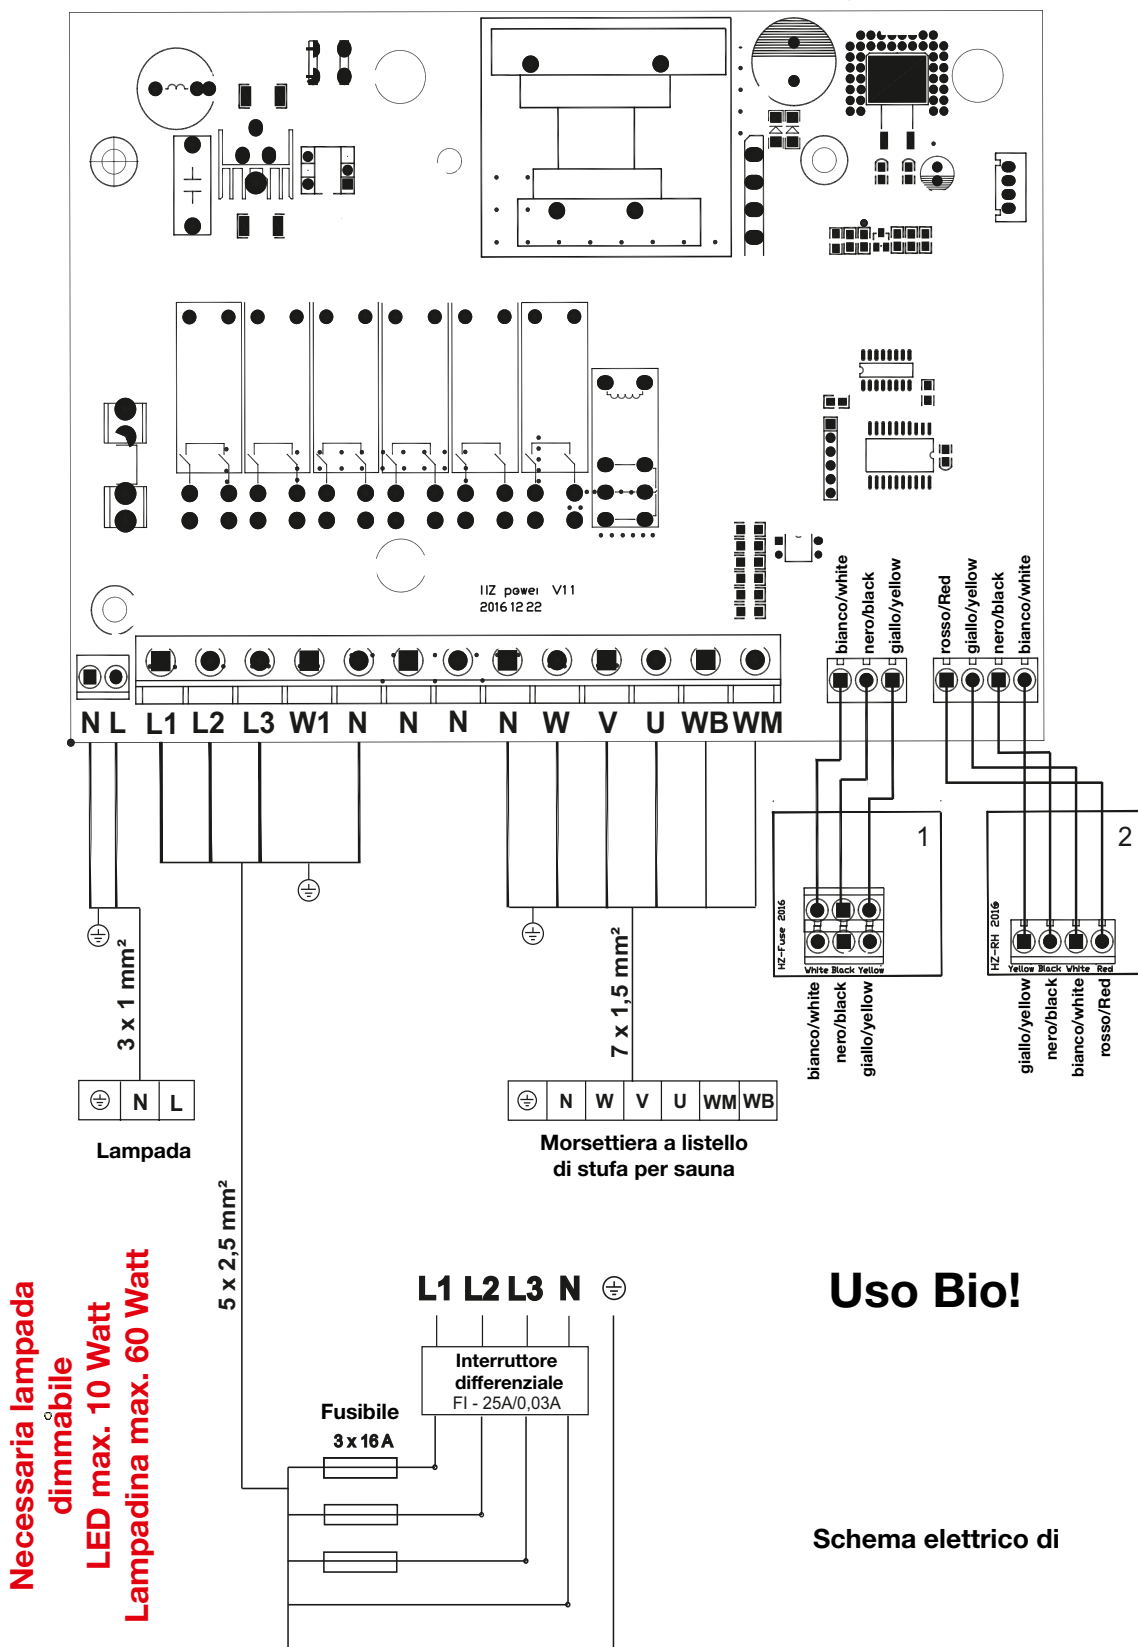 IIZ power V11
2016 12 22
bianco/white
nero/black
giallo/yellow
rosso/Red
giallo/yellow
nero/black
bianco/white
N L L1 L2 L3 W1 N N N N W V U WB WM
1
HZ-Fuse 2016
White Black Yellow
bianco/white
nero/black
giallo/yellow
2
HZ-RH 2016
Yellow Black White Red
giallo/yellow
nero/black
bianco/white
rosso/Red
3 x 1 mm²
7 x 1,5 mm²
N L
Lampada
N W V U WM WB
Morsettiera a listello
di stufa per sauna
5 x 2,5 mm²
L1 L2 L3 N
Interruttore
differenziale
FI - 25A/0,03A
Fusibile
3 x 16 A
Uso Bio!
Necessaria lampada
dimmabile
LED max. 10 Watt
Lampadina max. 60 Watt
Schema elettrico di